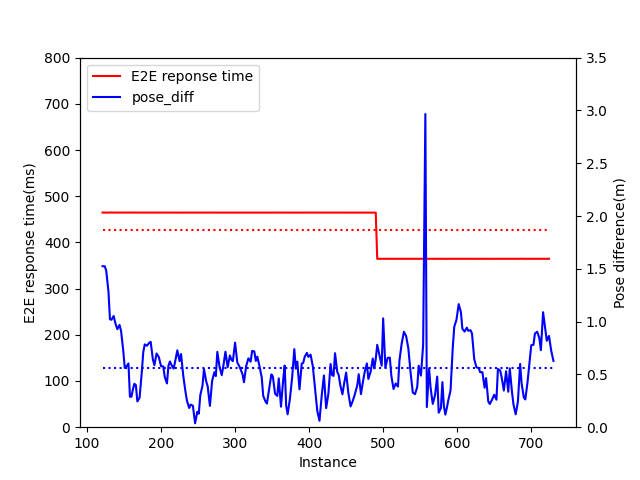 E2E reponse time
pose_diff
E2E response time(ms)
800
700
600
500
400
300
200
100
0
3.5
3.0
2.5
2.0
1.5
1.0
0.5
0.0
Pose difference(m)
100 200 300 400 500 600 700
Instance